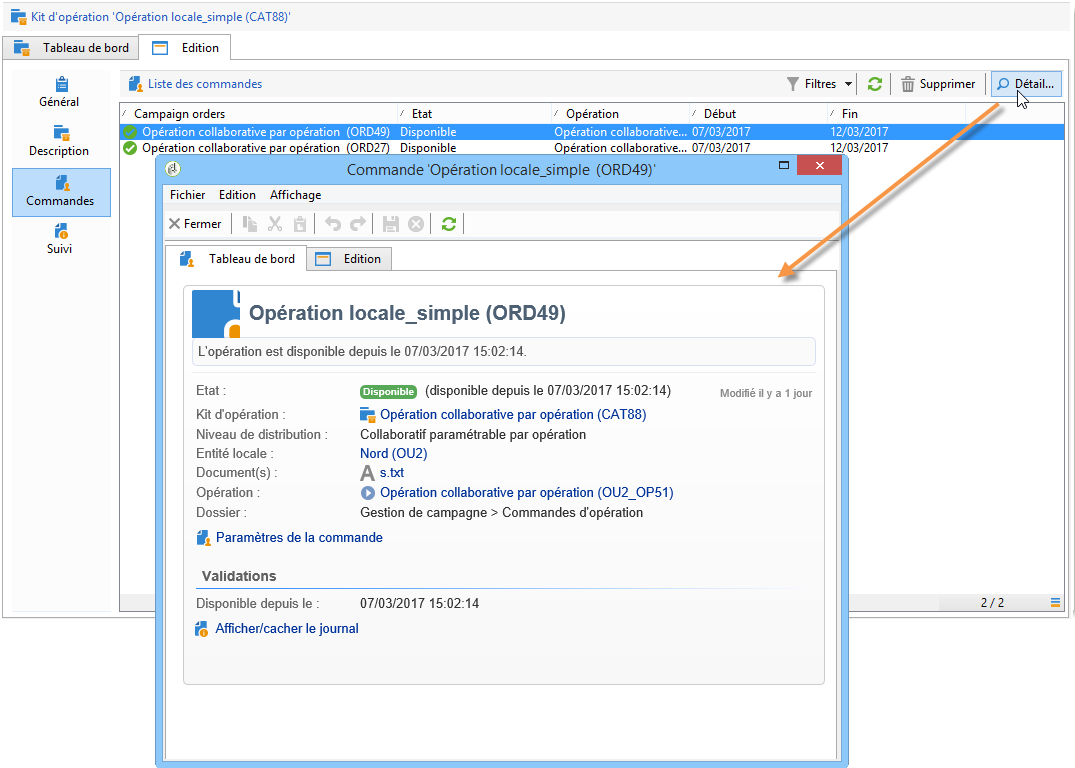 Kit d'opération 'Opération locale_simple (CAT88)'
Tableau de bord Edition
Général
Description
Commandes
Suivi
Liste des commandes Filtres Supprimer Détail...
Campaign orders Etat Opération Début Fin
Opération collaborative par opération (ORD49) Disponible Opération collaborative... 07/03/2017 12/03/2017
Opération collaborative par opération (ORD27) Disponible Opération collaborative... 07/03/2017 12/03/2017
Commande 'Opération locale_simple (ORD49)'
Fichier Edition Affichage
Fermer
Tableau de bord Edition
Opération locale_simple (ORD49)
L'opération est disponible depuis le 07/03/2017 15:02:14.
Etat : Disponible (disponible depuis le 07/03/2017 15:02:14) Modifié il y a 1 jour
Kit d'opération : Opération collaborative par opération (CAT88)
Niveau de distribution : Collaboratif paramétrable par opération
Entité locale : Nord (OU2)
Document(s) : s.txt
Opération : Opération collaborative par opération (OU2_OP51)
Dossier : Gestion de campagne > Commandes d'opération
Paramètres de la commande
Validations
Disponible depuis le : 07/03/2017 15:02:14
Afficher/cacher le journal
2 / 2